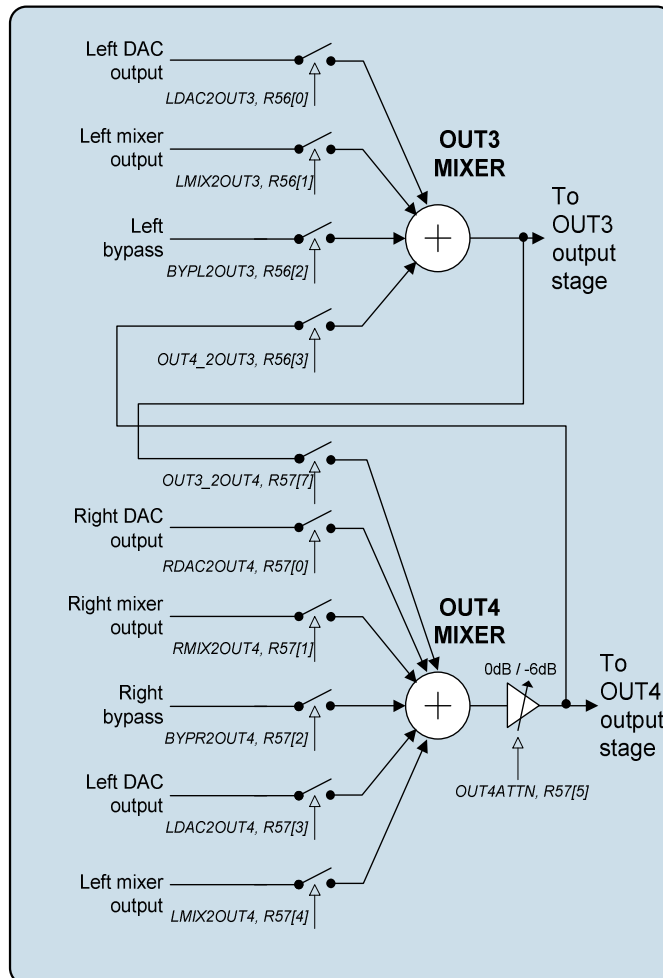 Left DAC
output
LDAC2OUT3, R56[0]
Left mixer
output
LMIX2OUT3, R56[1]
OUT3
MIXER
Left
bypass
BYPL2OUT3, R56[2]
To
OUT3
output
stage
OUT4_2OUT3, R56[3]
OUT3_2OUT4, R57[7]
Right DAC
output
RDAC2OUT4, R57[0]
Right mixer
output
RMIX2OUT4, R57[1]
OUT4
MIXER
Right
bypass
BYPR2OUT4, R57[2]
0dB / -6dB
To
OUT4
output
stage
OUT4ATTN, R57[5]
Left DAC
output
LDAC2OUT4, R57[3]
Left mixer
output
LMIX2OUT4, R57[4]